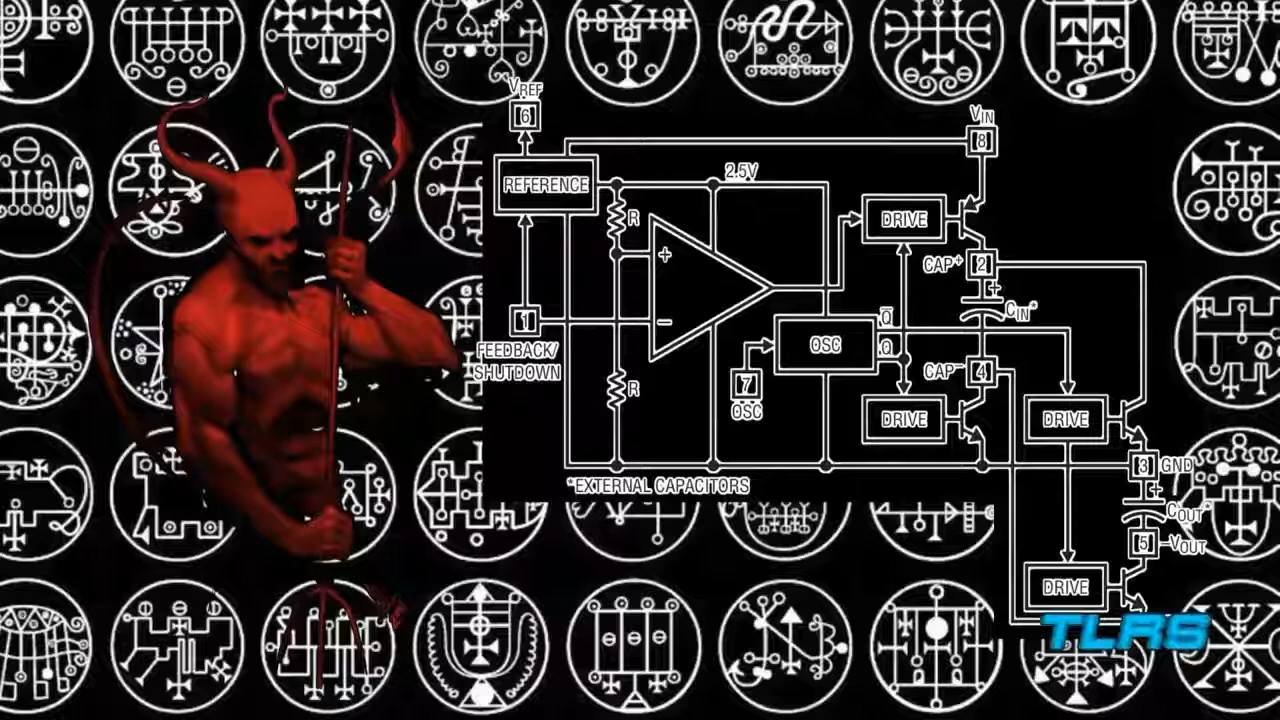 VREF
6
VIN
8
REFERENCE
2.5V
R
DRIVE
+
CAP+
2
+
CIN*
1
−
Q
FEEDBACK/
SHUTDOWN
OSC
Q
CAP−
4
7
R
OSC
DRIVE
DRIVE
3
GND
*EXTERNAL CAPACITORS
+
COUT*
5
−VOUT
DRIVE
TLRS